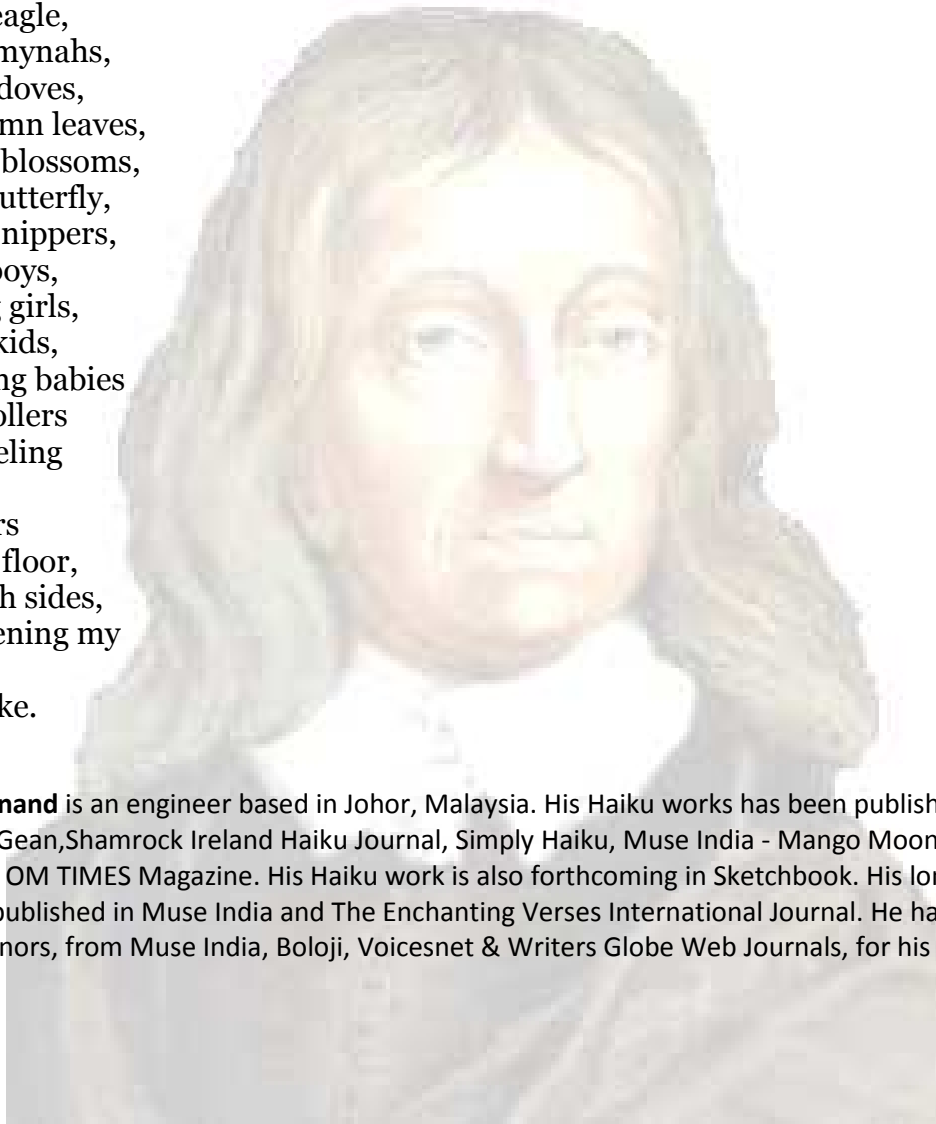 eagle,
mynahs,
doves,
mn leaves,
blossoms,
utterfly,
nippers,
boys,
g girls,
kids,
ng babies
ollers
eling
rs
floor,
h sides,
ening my
ke.
nand is an engineer based in Johor, Malaysia. His Haiku works has been publish
Gean,Shamrock Ireland Haiku Journal, Simply Haiku, Muse India - Mango Moon
OM TIMES Magazine. His Haiku work is also forthcoming in Sketchbook. His lon
published in Muse India and The Enchanting Verses International Journal. He ha
nors, from Muse India, Boloji, Voicesnet & Writers Globe Web Journals, for his